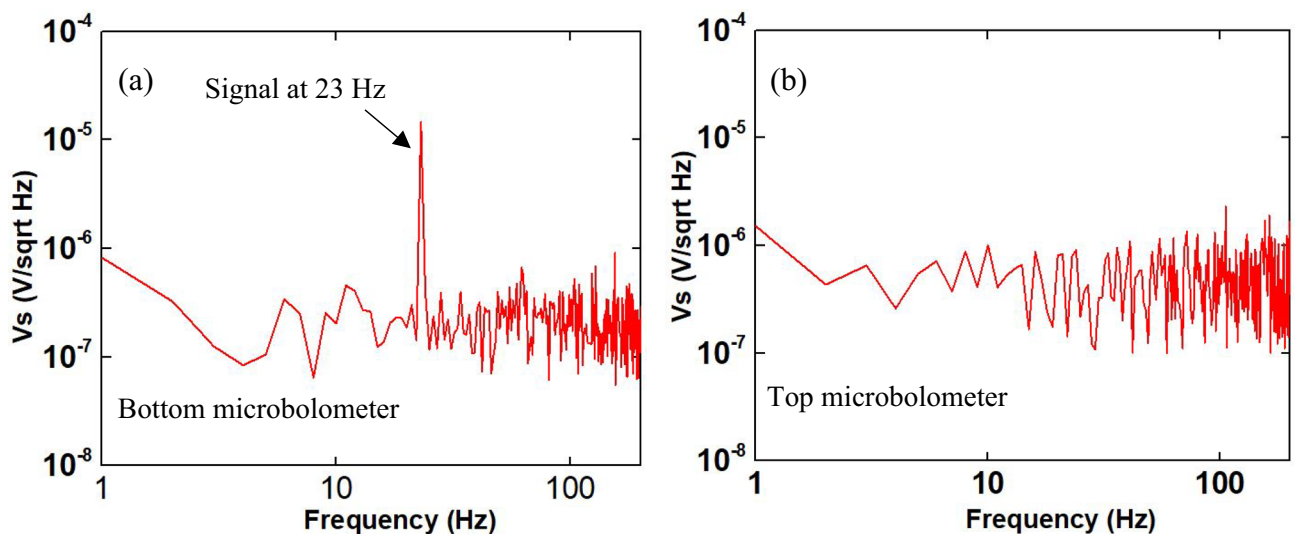 (a)
Signal at 23 Hz
Vs (V/sqrt Hz)
10^-4
10^-5
10^-6
10^-7
10^-8
Bottom microbolometer
1
10
100
Frequency (Hz)
(b)
Vs (V/sqrt Hz)
10^-4
10^-5
10^-6
10^-7
10^-8
Top microbolometer
1
10
100
Frequency (Hz)